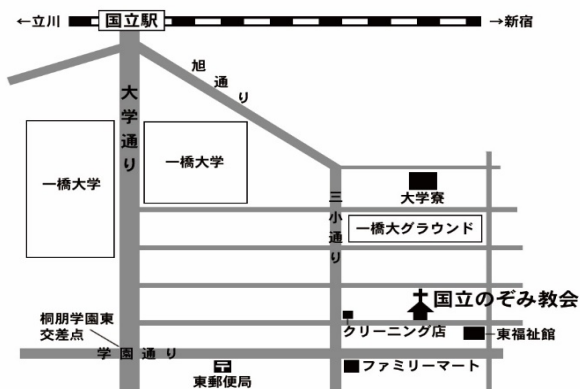 ←立川
国立駅
→新宿
旭通り
大学通り
一橋大学
一橋大学
三小通り
大学寮
一橋大グラウンド
国立のぞみ教会
クリーニング店
東福祉館
桐朋学園東
交差点
学園通り
ファミリーマート
東郵便局